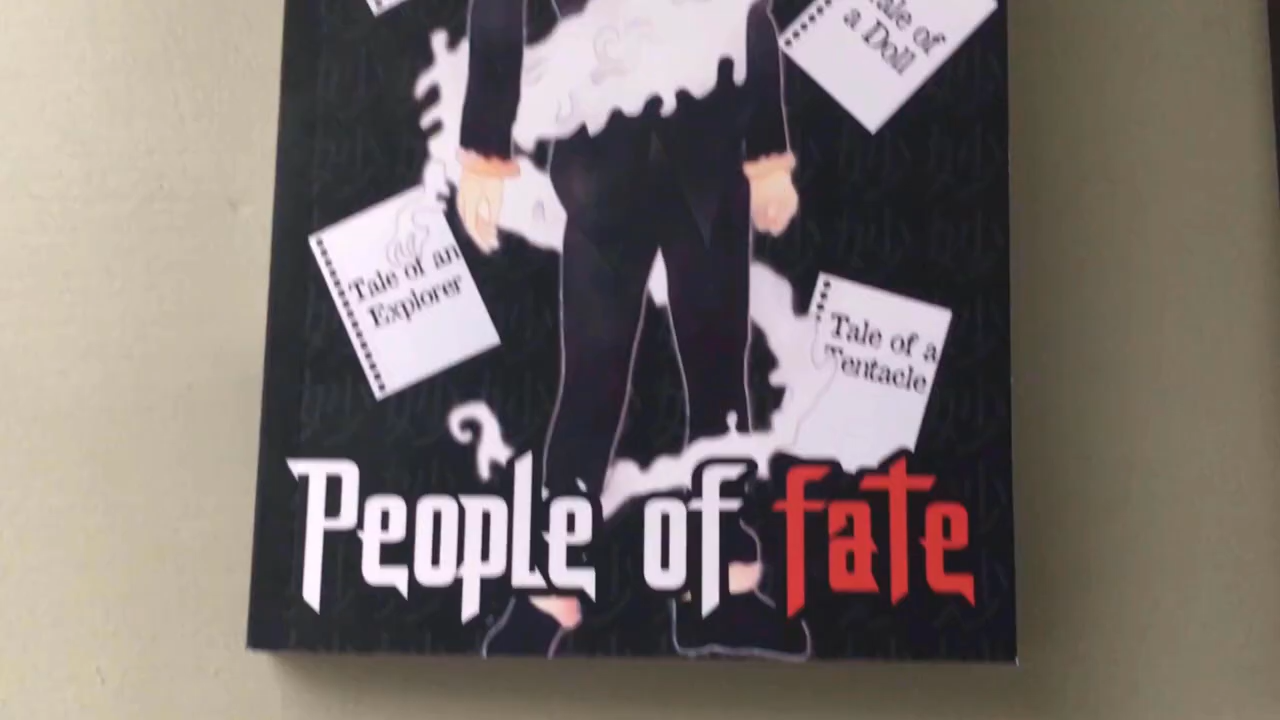 Tale of
a Doll
Tale of an
Explorer
Tale of a
Tentacle
People of fate